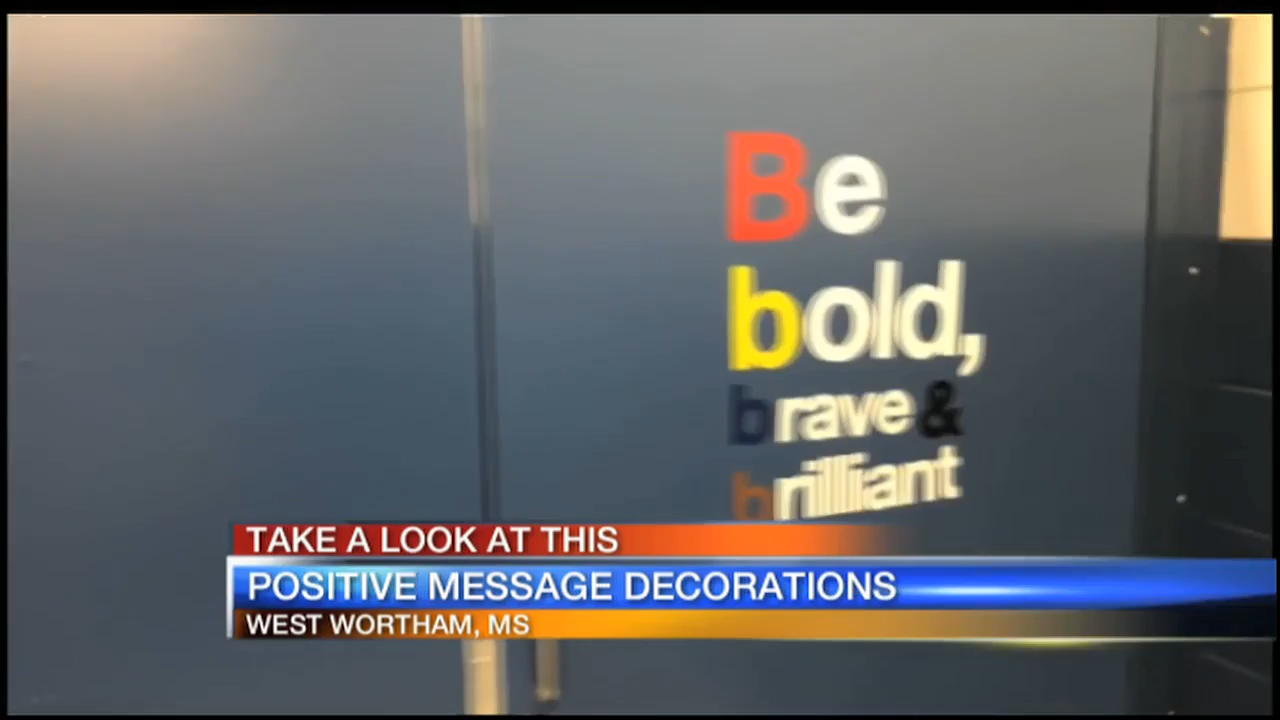 Be
bold,
brave &
brilliant
TAKE A LOOK AT THIS
POSITIVE MESSAGE DECORATIONS
WEST WORTHAM, MS